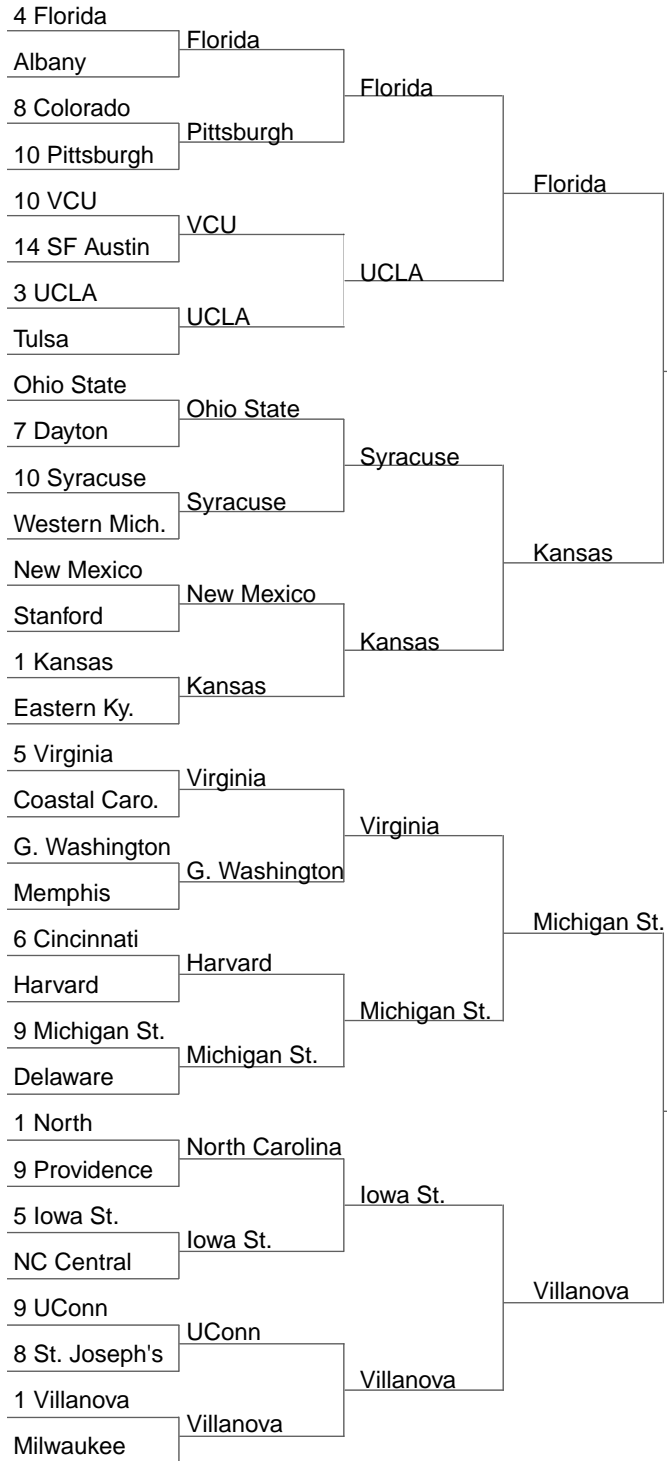 4 Florida
Albany
8 Colorado
10 Pittsburgh
10 VCU
14 SF Austin
3 UCLA
Tulsa
Ohio State
7 Dayton
10 Syracuse
Western Mich.
New Mexico
Stanford
1 Kansas
Eastern Ky.
5 Virginia
Coastal Caro.
G. Washington
Memphis
6 Cincinnati
Harvard
9 Michigan St.
Delaware
1 North
9 Providence
5 Iowa St.
NC Central
9 UConn
8 St. Joseph's
1 Villanova
Milwaukee
Florida
Pittsburgh
VCU
UCLA
Ohio State
Syracuse
New Mexico
Kansas
Virginia
G. Washington
Harvard
Michigan St.
North Carolina
Iowa St.
UConn
Villanova
Florida
UCLA
Syracuse
Kansas
Virginia
Michigan St.
Iowa St.
Villanova
Florida
Kansas
Michigan St.
Villanova